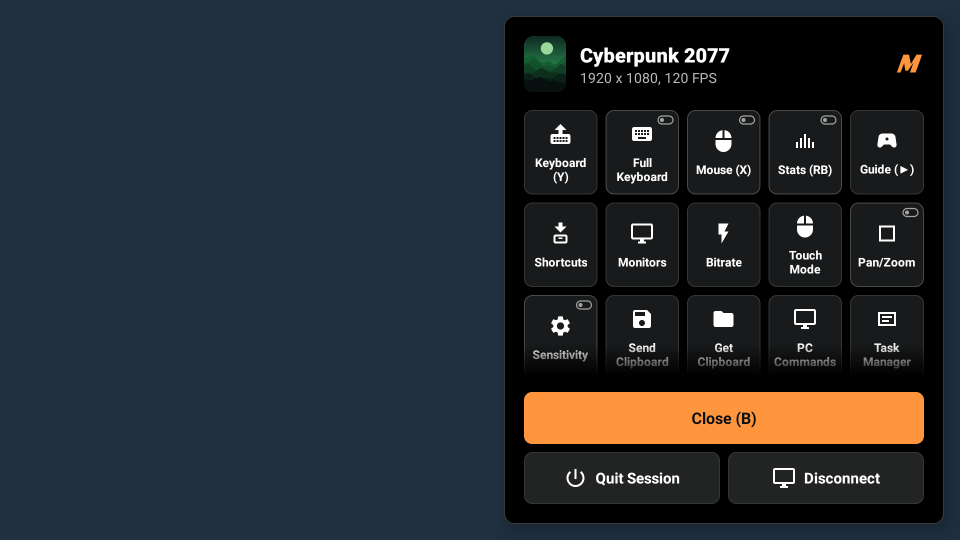 Cyberpunk 2077
1920 x 1080, 120 FPS
M
Keyboard
(Y)
Full
Keyboard
Mouse (X)
Stats (RB)
Guide (►)
Shortcuts
Monitors
Bitrate
Touch
Mode
Pan/Zoom
Sensitivity
Send
Clipboard
Get
Clipboard
PC
Commands
Task
Manager
Close (B)
Quit Session
Disconnect